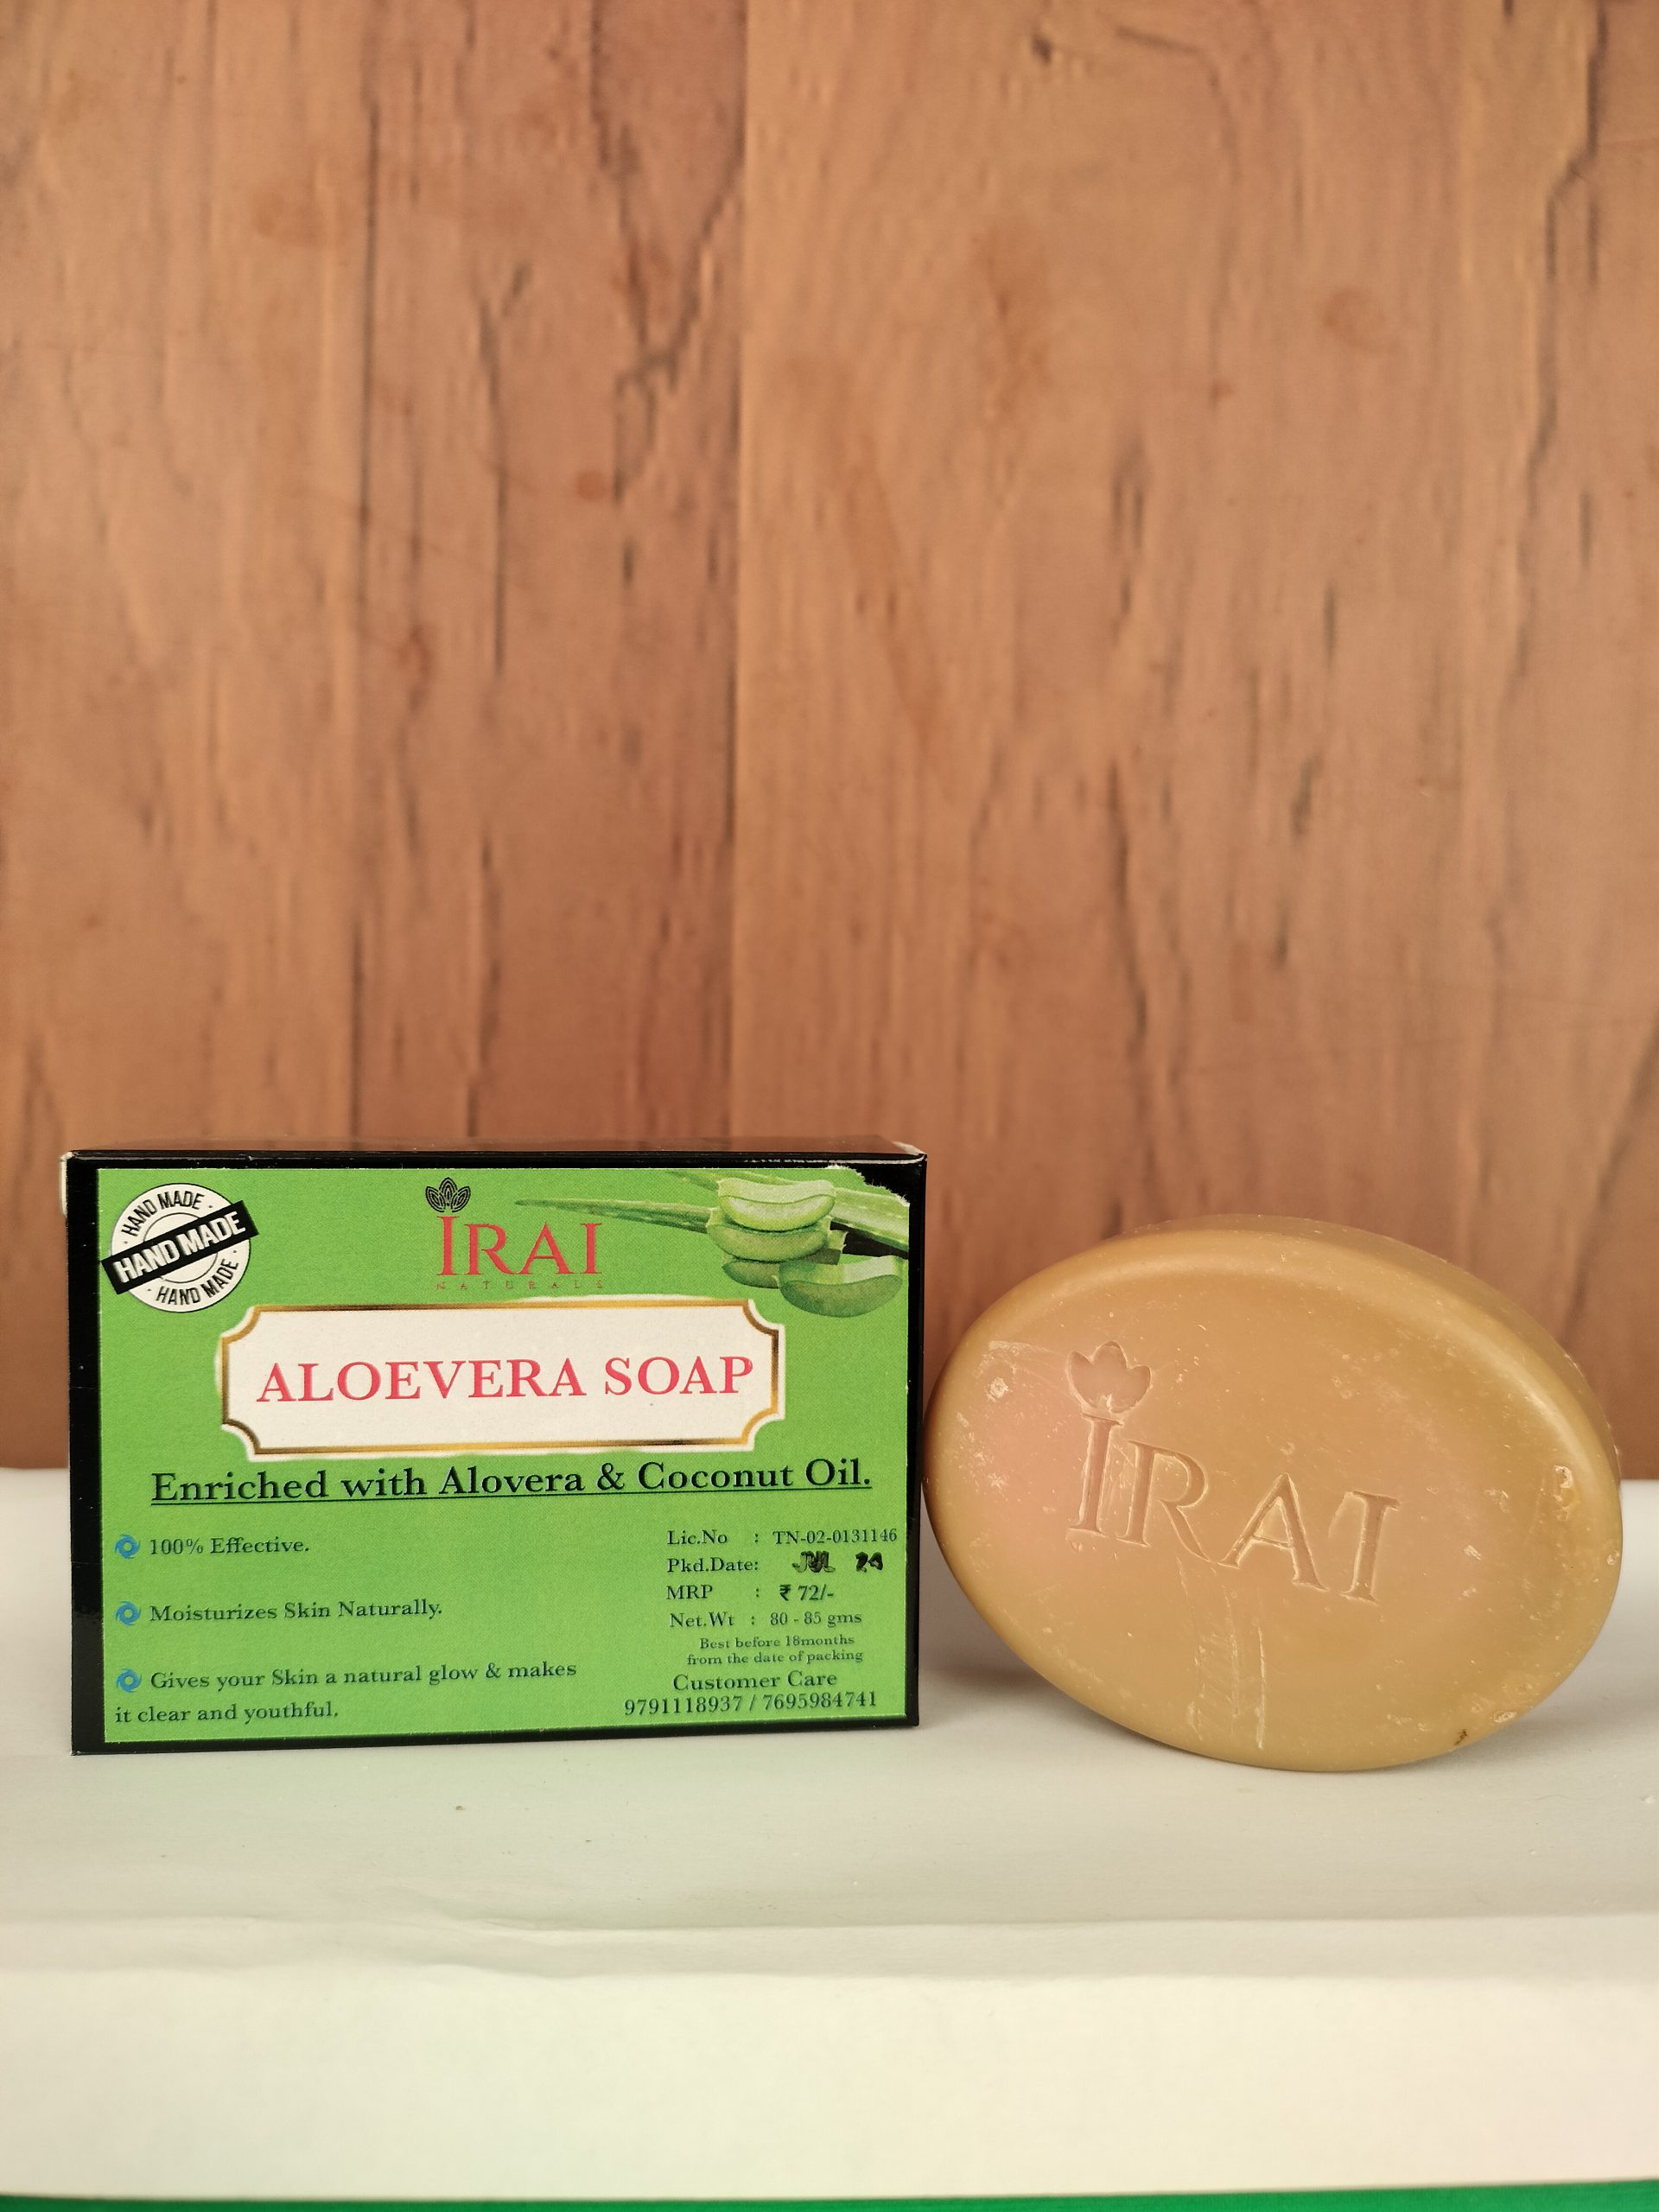 HAND MADE
HAND MADE
HAND MADE
IRAI
NATURALS
ALOEVERA SOAP
Enriched with Alovera & Coconut Oil.
100% Effective.
Moisturizes Skin Naturally.
Gives your Skin a natural glow & makes
it clear and youthful.
Lic.No : TN-02-0131146
Pkd.Date: JUL 24
MRP : ₹ 72/-
Net.Wt : 80 - 85 gms
Best before 18months
from the date of packing
Customer Care
9791118937 / 7695984741
IRAI